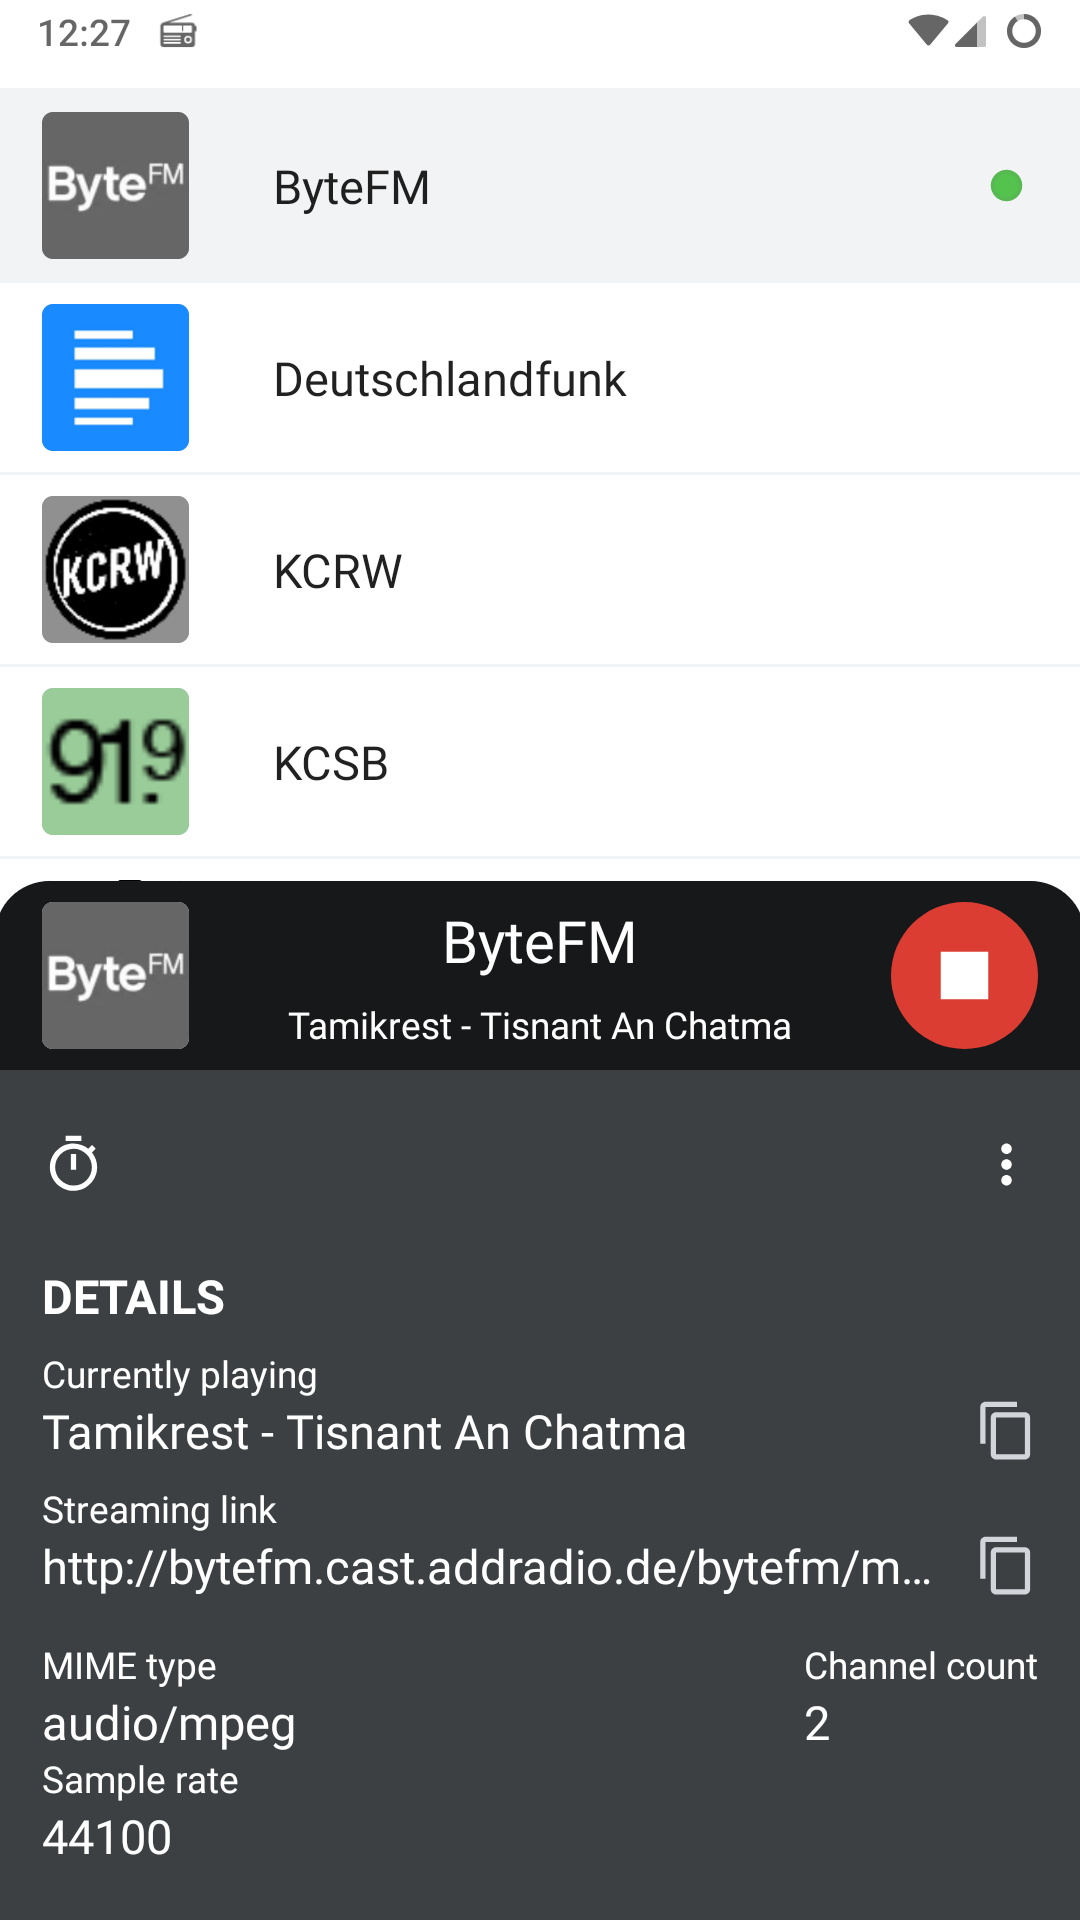 12:27
ByteFM
ByteFM
Deutschlandfunk
KCRW
KCRW
91.9
KCSB
ByteFM
ByteFM
Tamikrest - Tisnant An Chatma
DETAILS
Currently playing
Tamikrest - Tisnant An Chatma
Streaming link
http://bytefm.cast.addradio.de/bytefm/m...
MIME type
Channel count
audio/mpeg
2
Sample rate
44100